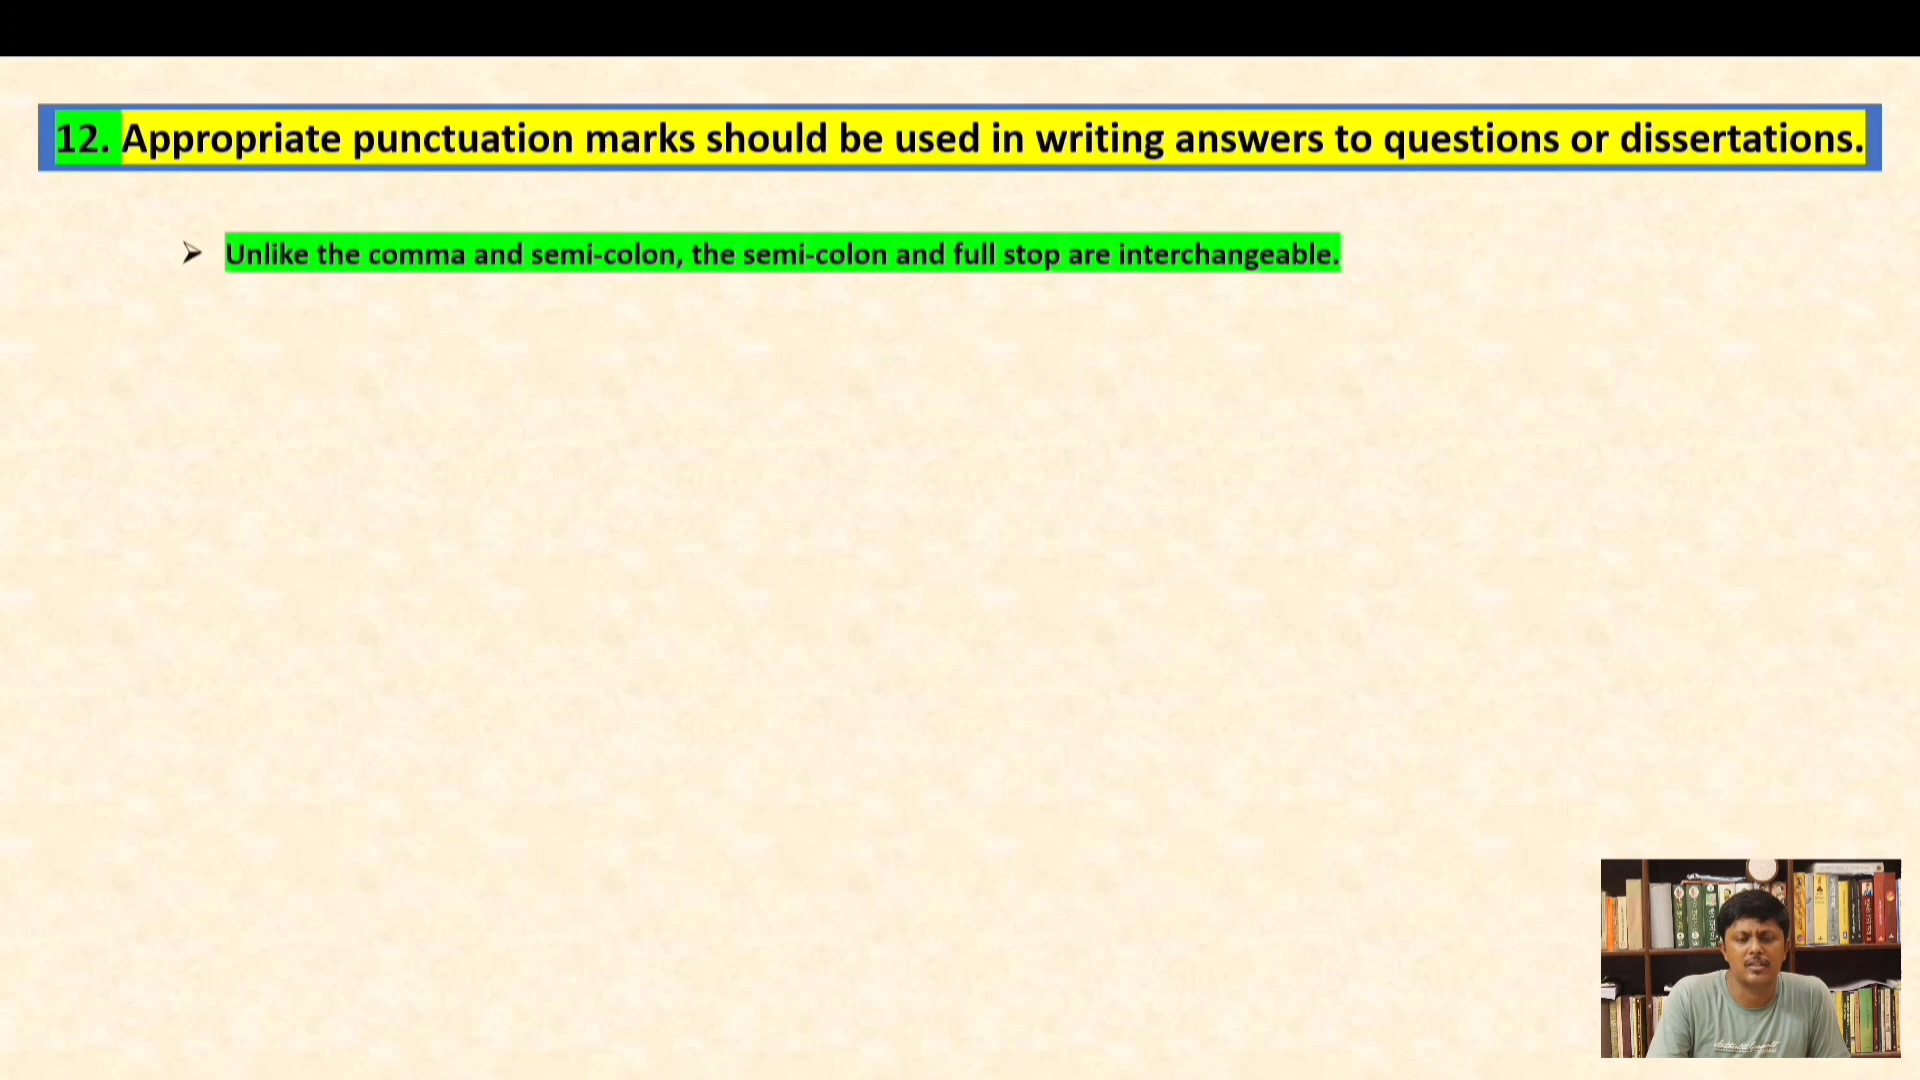 12. Appropriate punctuation marks should be used in writing answers to questions or dissertations.
➢ Unlike the comma and semi-colon, the semi-colon and full stop are interchangeable.